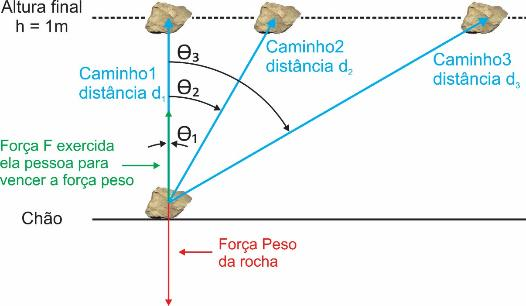 Altura final
h = 1m
Caminho1
distância d₁
Caminho2
distância d₂
Caminho3
distância d₃
ϴ₃
ϴ₂
ϴ₁
Força F exercida
ela pessoa para
vencer a força peso
Chão
Força Peso
da rocha